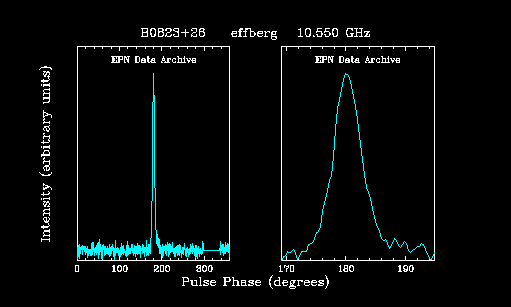 B0823+26 effberg 10.550 GHz
EPN Data Archive
EPN Data Archive
Intensity (arbitrary units)
0 100 200 300
170 180 190
Pulse Phase (degrees)